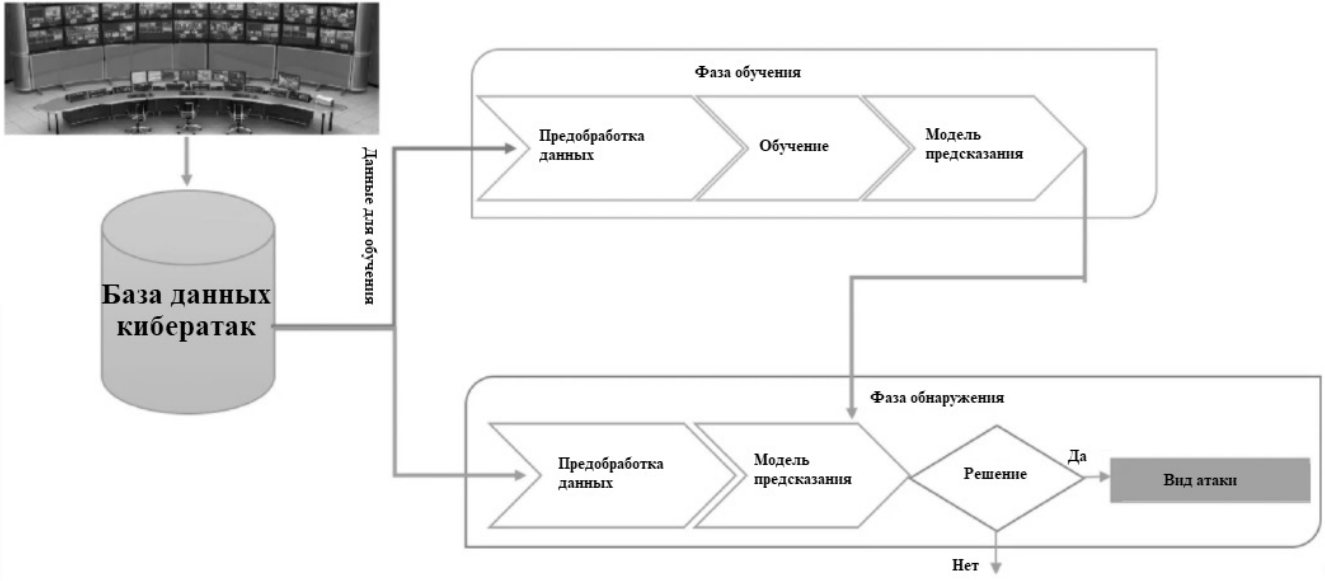 Фаза обучения
Предобработка
данных
Обучение
Модель
предсказания
Данные для обучения
База данных
кибератак
Фаза обнаружения
Предобработка
данных
Модель
предсказания
Решение
Да
Вид атаки
Нет